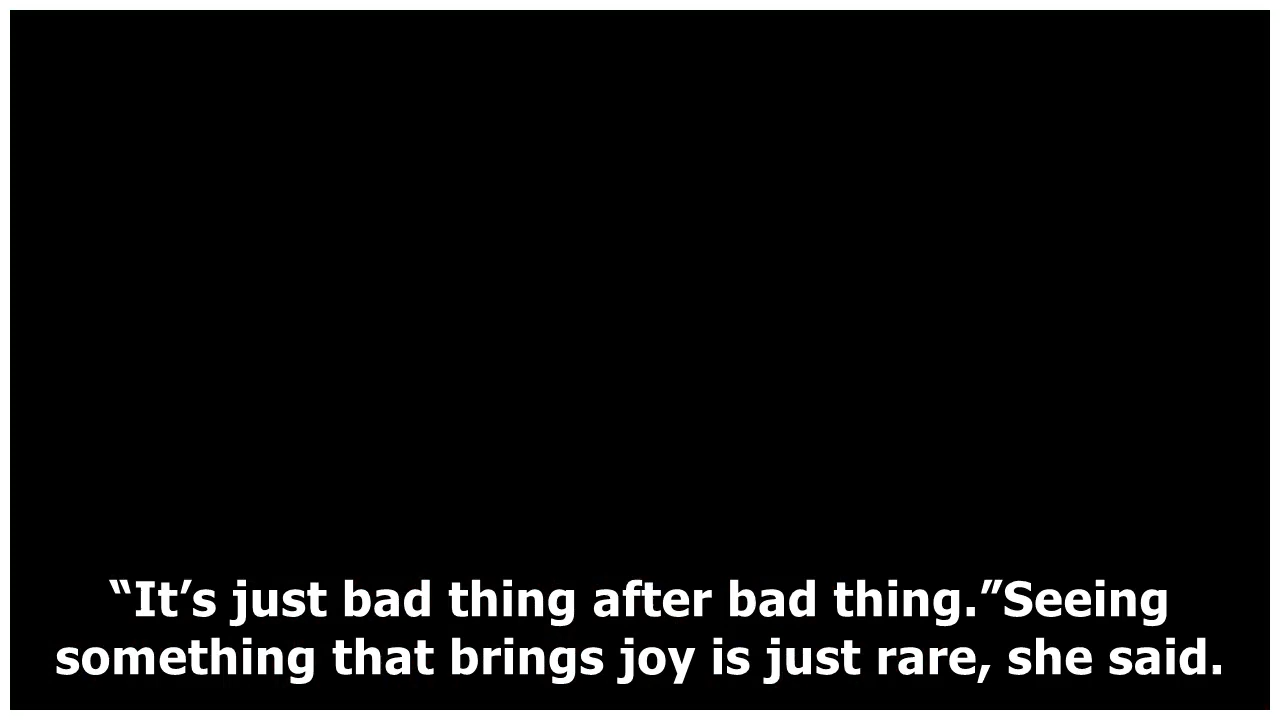 “It’s just bad thing after bad thing.”Seeing
something that brings joy is just rare, she said.